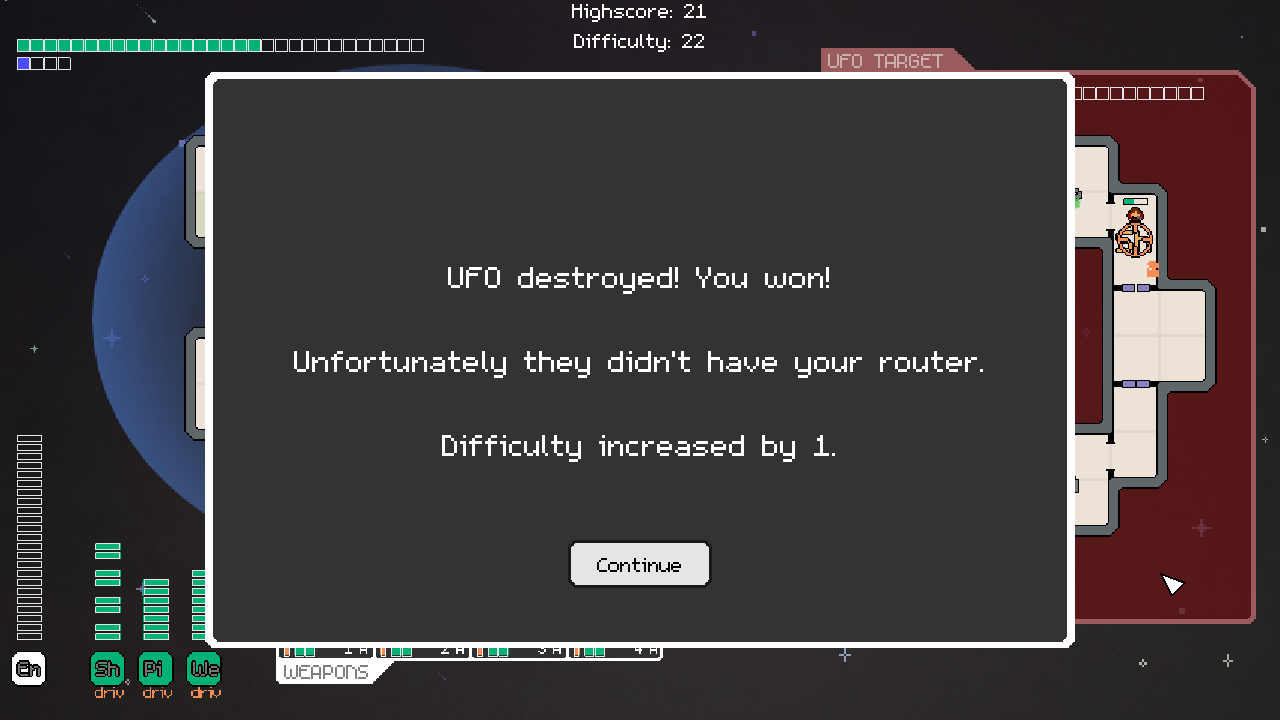 Highscore: 21
Difficulty: 22
UFO TARGET
UFO destroyed! You won!
Unfortunately they didn't have your router.
Difficulty increased by 1.
Continue
En
Sh
Pi
We
driv
driv
driv
WEAPONS